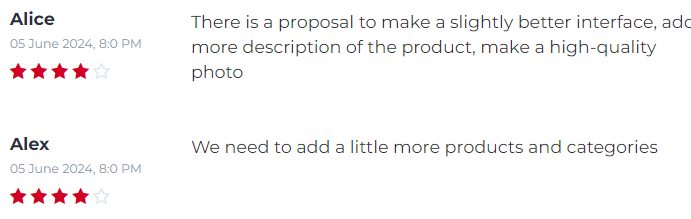 Alice
05 June 2024, 8:0 PM
There is a proposal to make a slightly better interface, add
more description of the product, make a high-quality
photo
Alex
05 June 2024, 8:0 PM
We need to add a little more products and categories